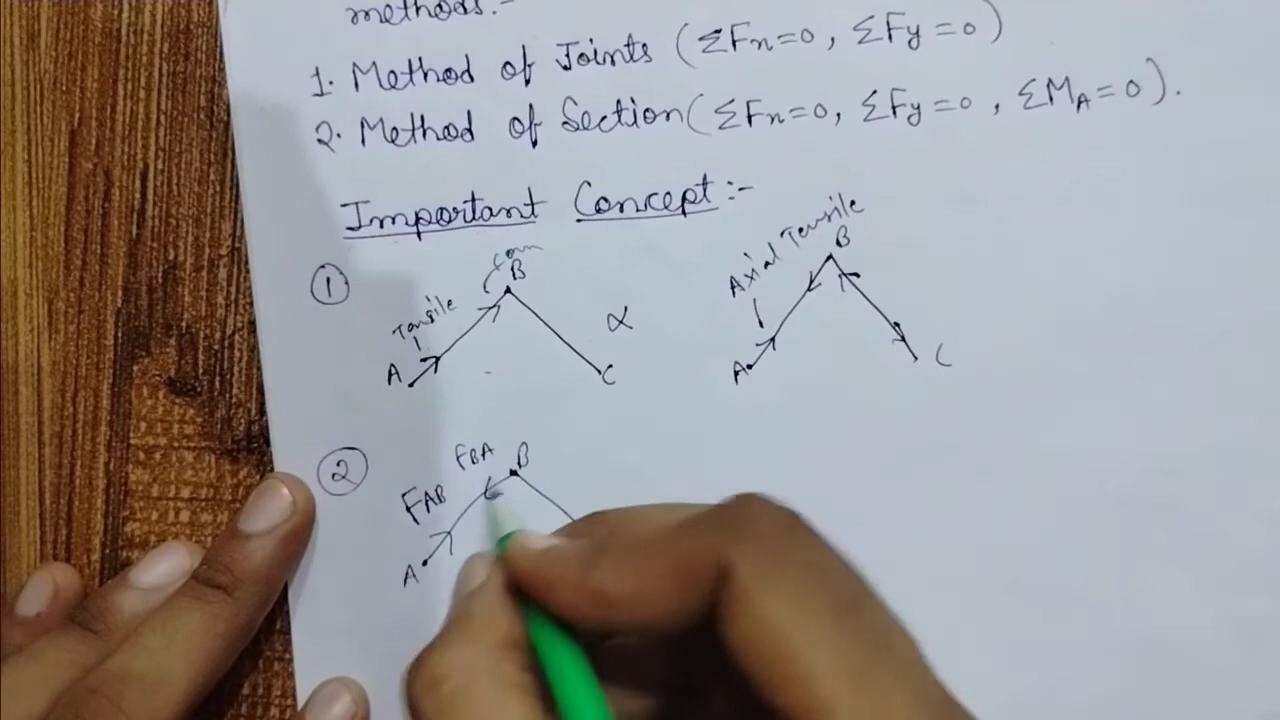 methods:-
1. Method of Joints (ΣFx=0, ΣFy=0)
2. Method of Section (ΣFx=0, ΣFy=0, ΣMA=0).
Important Concept:-
①
Tensile
Com
B
A
C
α
Axial Tensile
B
A
C
②
FAB
FBA
B
A